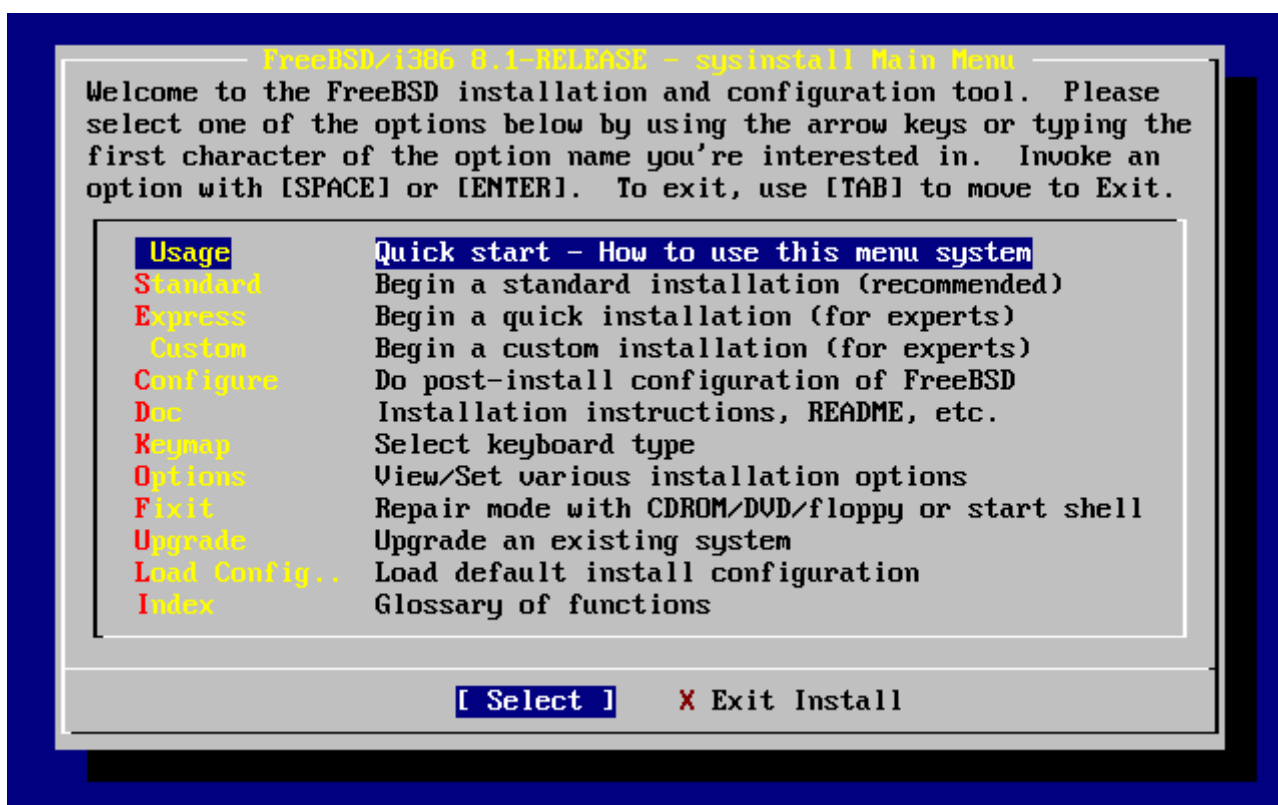 FreeBSD/i386 8.1-RELEASE - sysinstall Main Menu
Welcome to the FreeBSD installation and configuration tool.  Please
select one of the options below by using the arrow keys or typing the
first character of the option name you're interested in.  Invoke an
option with [SPACE] or [ENTER].  To exit, use [TAB] to move to Exit.
Usage Quick start - How to use this menu system
Standard Begin a standard installation (recommended)
Express Begin a quick installation (for experts)
Custom Begin a custom installation (for experts)
Configure Do post-install configuration of FreeBSD
Doc Installation instructions, README, etc.
Keymap Select keyboard type
Options View/Set various installation options
Fixit Repair mode with CDROM/DVD/floppy or start shell
Upgrade Upgrade an existing system
Load Config.. Load default install configuration
Index Glossary of functions
[ Select ] X Exit Install